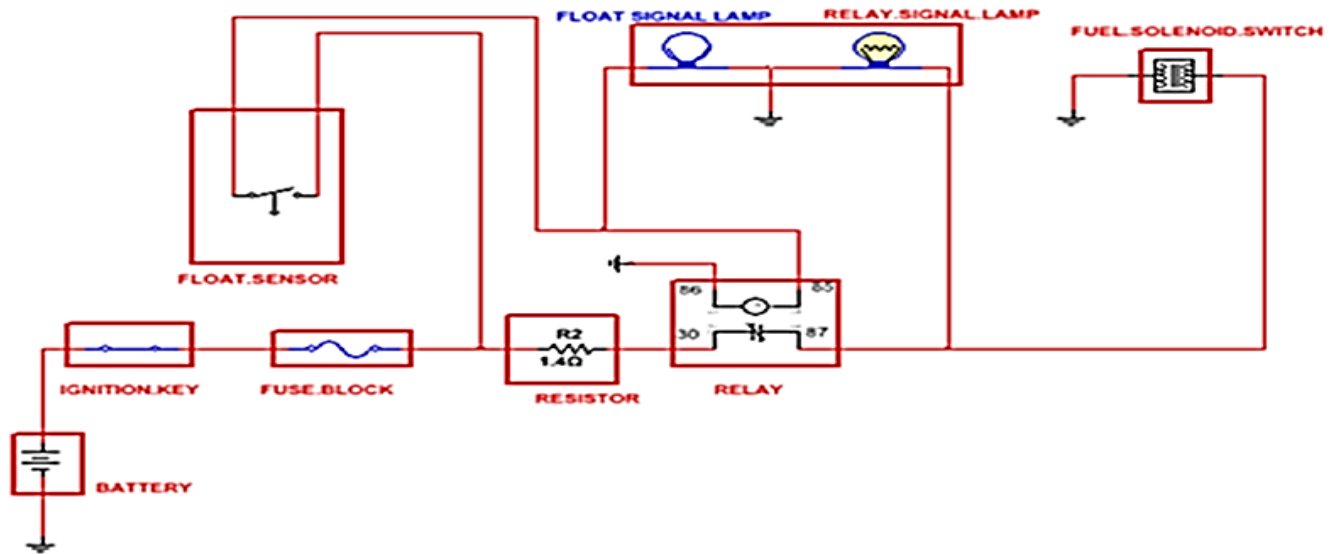 FLOAT SIGNAL LAMP
RELAY.SIGNAL.LAMP
FUEL.SOLENOID.SWITCH
FLOAT.SENSOR
86
85
30
87
R2
1.4Ω
IGNITION.KEY
FUSE.BLOCK
RESISTOR
RELAY
BATTERY